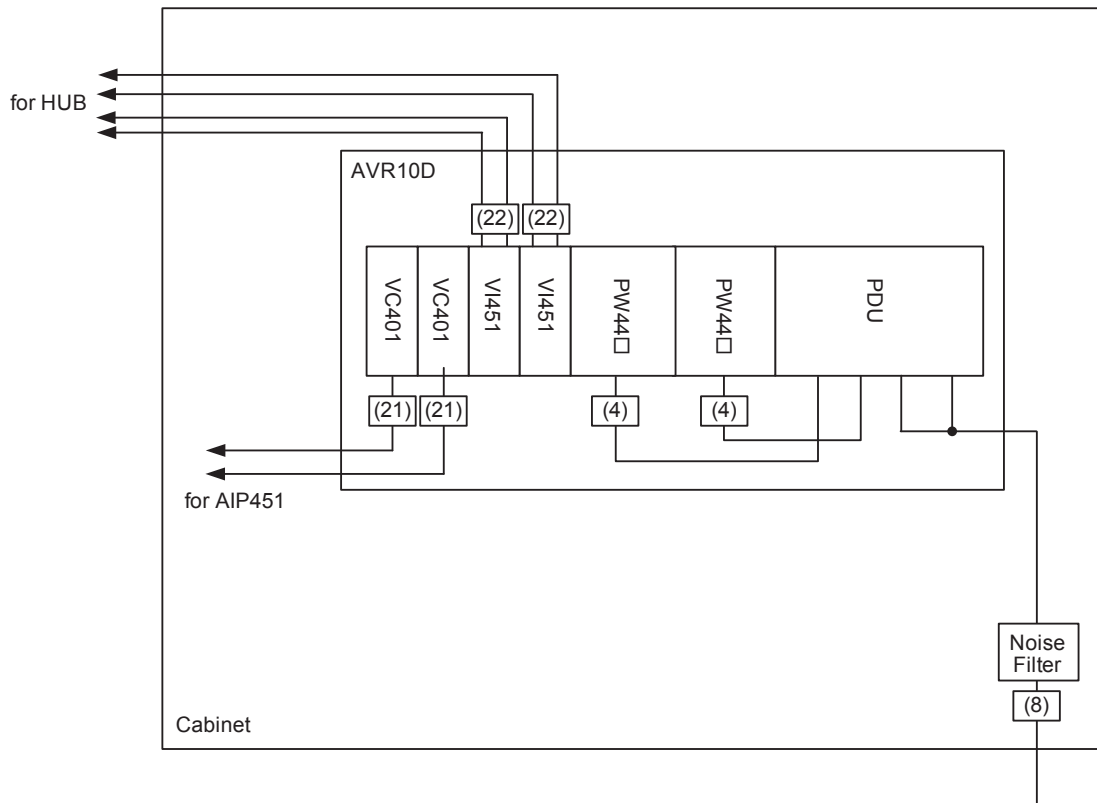 for HUB
AVR10D
(22)
(22)
VC401
VC401
VI451
VI451
PW44□
PW44□
PDU
(21)
(21)
(4)
(4)
for AIP451
Noise
Filter
(8)
Cabinet